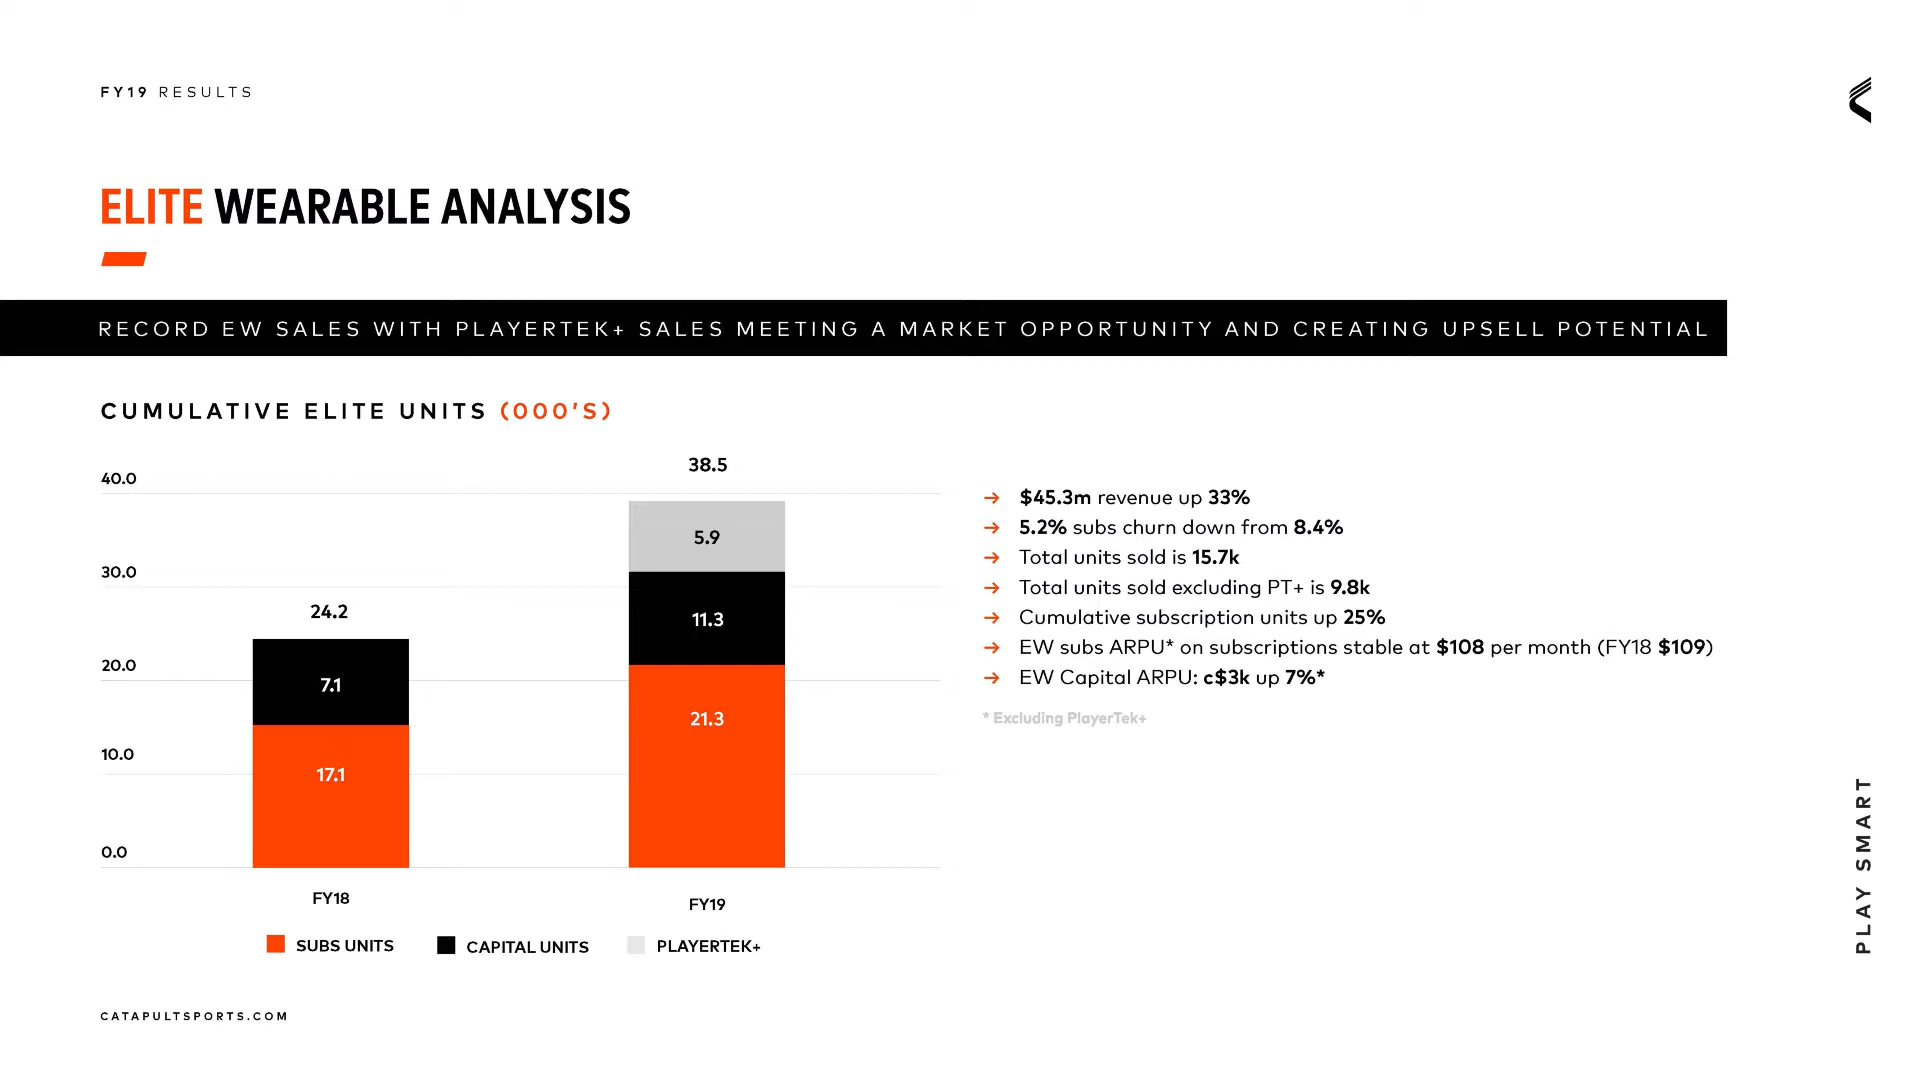 FY19 RESULTS
ELITE WEARABLE ANALYSIS
RECORD EW SALES WITH PLAYERTEK+ SALES MEETING A MARKET OPPORTUNITY AND CREATING UPSELL POTENTIAL
CUMULATIVE ELITE UNITS (000'S)
40.0
30.0
20.0
10.0
0.0
24.2
7.1
17.1
38.5
5.9
11.3
21.3
FY18
FY19
SUBS UNITS
CAPITAL UNITS
PLAYERTEK+
→ $45.3m revenue up 33%
→ 5.2% subs churn down from 8.4%
→ Total units sold is 15.7k
→ Total units sold excluding PT+ is 9.8k
→ Cumulative subscription units up 25%
→ EW subs ARPU* on subscriptions stable at $108 per month (FY18 $109)
→ EW Capital ARPU: c$3k up 7%*
* Excluding PlayerTek+
PLAY SMART
CATAPULTSPORTS.COM